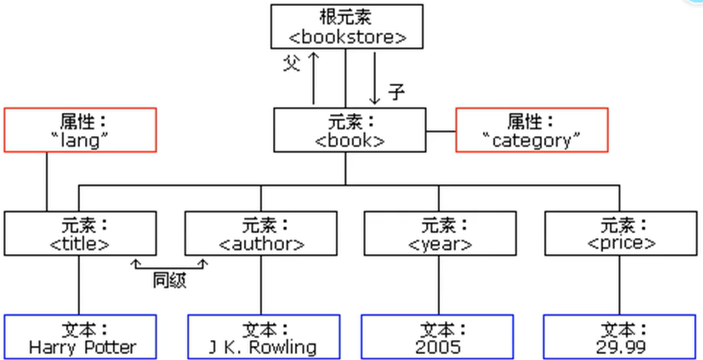 根元素
<bookstore>
父
子
属性：
“lang”
元素：
<book>
属性：
“category”
元素：
<title>
元素：
<author>
元素：
<year>
元素：
<price>
同级
文本：
Harry Potter
文本：
J K. Rowling
文本：
2005
文本：
29.99